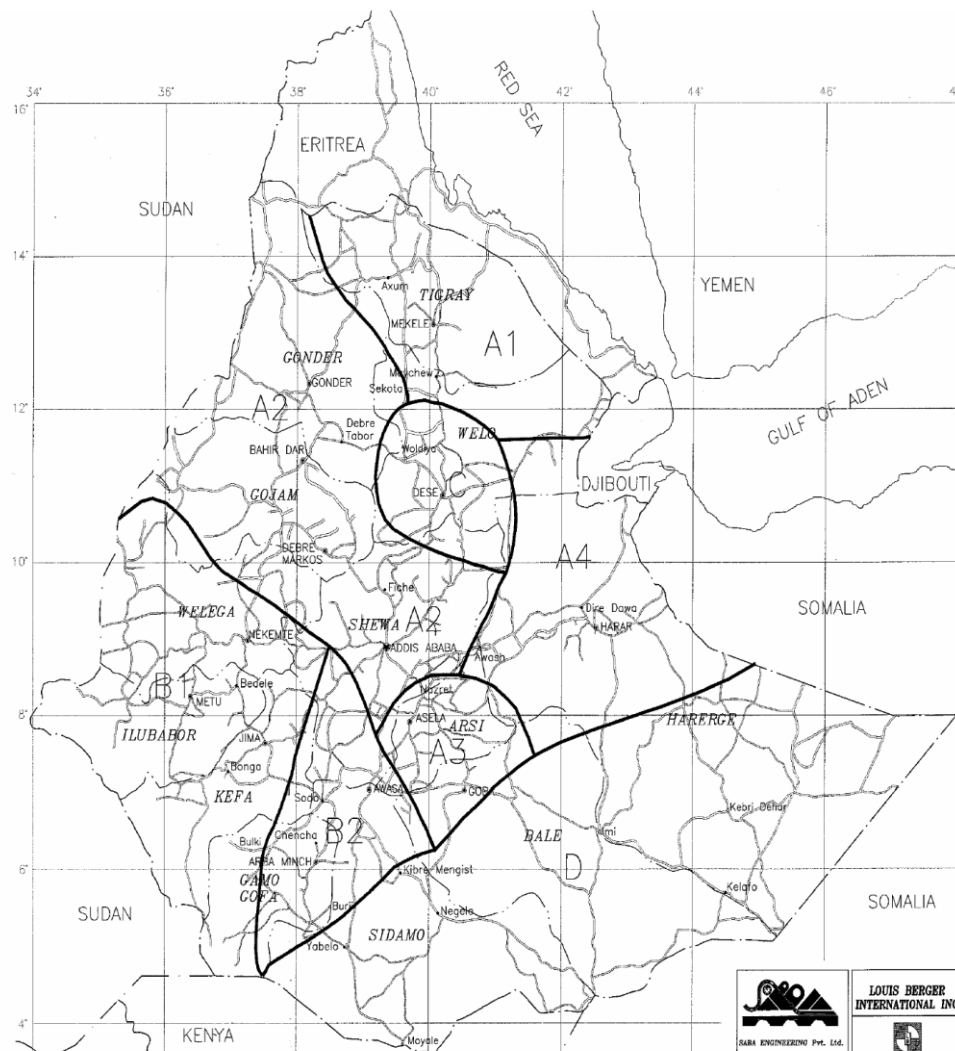 34°
36°
38°
40°
42°
44°
46°
16°
RED SEA
ERITREA
SUDAN
14°
YEMEN
Axum
TIGRAY
MEKELE
A1
GONDER
GONDER
Maychew
Sekota
12°
A2
GULF OF ADEN
Debre
Tabor
WELO
BAHIR DAR
Woldiya
DJIBOUTI
GOJAM
DESE
C
10°
DEBRE
MARKOS
A4
Fiche
WELEGA
Dire Dawa
SOMALIA
SHEWA
A2
HARAR
NEKEMTE
ADDIS ABABA
Awash
B1
Bedele
METU
Nazret
8°
ASELA
ARSI
HARERGE
ILUBABOR
JIMA
A3
Bonga
KEFA
AWASA
GOBA
Sodo
Kebri Dehar
Chencha
B2
Imi
Bulki
BALE
ARBA MINCH
6°
D
Kibre Mengist
GAMO
GOFA
Kelafo
SUDAN
SOMALIA
Burji
Negele
SIDAMO
Yabelo
4°
KENYA
Moyale
SABA ENGINEERING Pvt. Ltd.
LOUIS BERGER
INTERNATIONAL INC